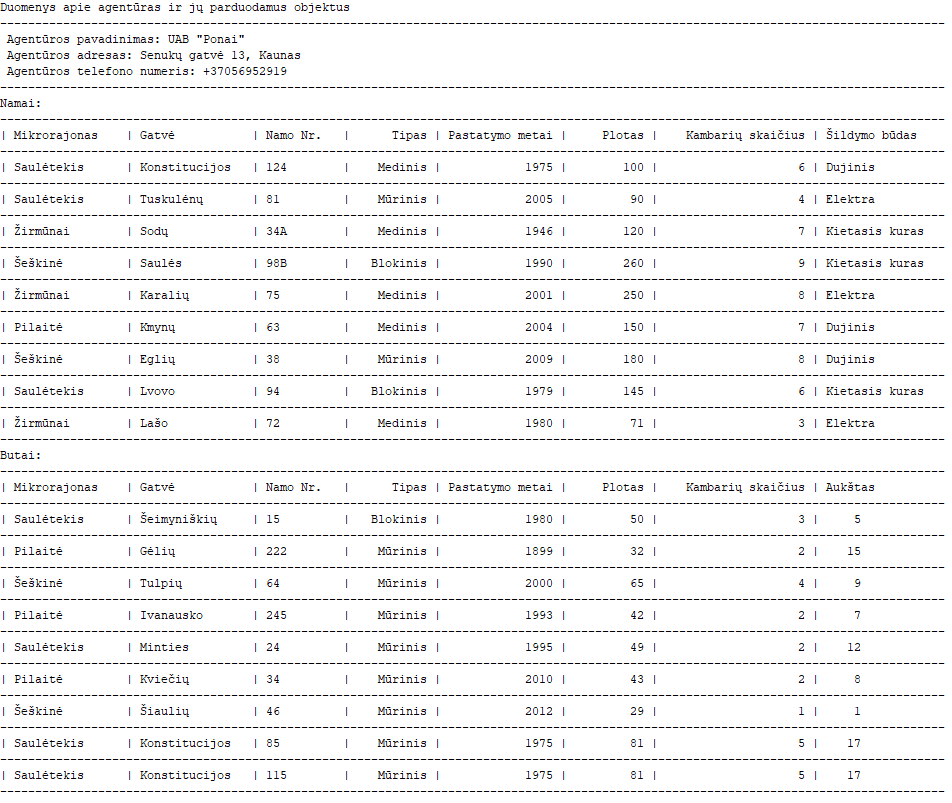 Duomenys apie agentūras ir jų parduodamus objektus
Agentūros pavadinimas: UAB "Ponai"
Agentūros adresas: Senukų gatvė 13, Kaunas
Agentūros telefono numeris: +37056952919
Namai:
| Mikrorajonas | Gatvė | Namo Nr. | Tipas | Pastatymo metai | Plotas | Kambarių skaičius | Šildymo būdas
| Saulėtekis | Konstitucijos | 124 | Medinis | 1975 | 100 | 6 | Dujinis
| Saulėtekis | Tuskulėnų | 81 | Mūrinis | 2005 | 90 | 4 | Elektra
| Žirmūnai | Sodų | 34A | Medinis | 1946 | 120 | 7 | Kietasis kuras
| Šeškinė | Saulės | 98B | Blokinis | 1990 | 260 | 9 | Kietasis kuras
| Žirmūnai | Karalių | 75 | Medinis | 2001 | 250 | 8 | Elektra
| Pilaitė | Kmynų | 63 | Medinis | 2004 | 150 | 7 | Dujinis
| Šeškinė | Eglių | 38 | Mūrinis | 2009 | 180 | 8 | Dujinis
| Saulėtekis | Lvovo | 94 | Blokinis | 1979 | 145 | 6 | Kietasis kuras
| Žirmūnai | Lašo | 72 | Medinis | 1980 | 71 | 3 | Elektra
Butai:
| Mikrorajonas | Gatvė | Namo Nr. | Tipas | Pastatymo metai | Plotas | Kambarių skaičius | Aukštas
| Saulėtekis | Šeimyniškių | 15 | Blokinis | 1980 | 50 | 3 | 5
| Pilaitė | Gėlių | 222 | Mūrinis | 1899 | 32 | 2 | 15
| Šeškinė | Tulpių | 64 | Mūrinis | 2000 | 65 | 4 | 9
| Pilaitė | Ivanausko | 245 | Mūrinis | 1993 | 42 | 2 | 7
| Saulėtekis | Minties | 24 | Mūrinis | 1995 | 49 | 2 | 12
| Pilaitė | Kviečių | 34 | Mūrinis | 2010 | 43 | 2 | 8
| Šeškinė | Šiaulių | 46 | Mūrinis | 2012 | 29 | 1 | 1
| Saulėtekis | Konstitucijos | 85 | Mūrinis | 1975 | 81 | 5 | 17
| Saulėtekis | Konstitucijos | 115 | Mūrinis | 1975 | 81 | 5 | 17